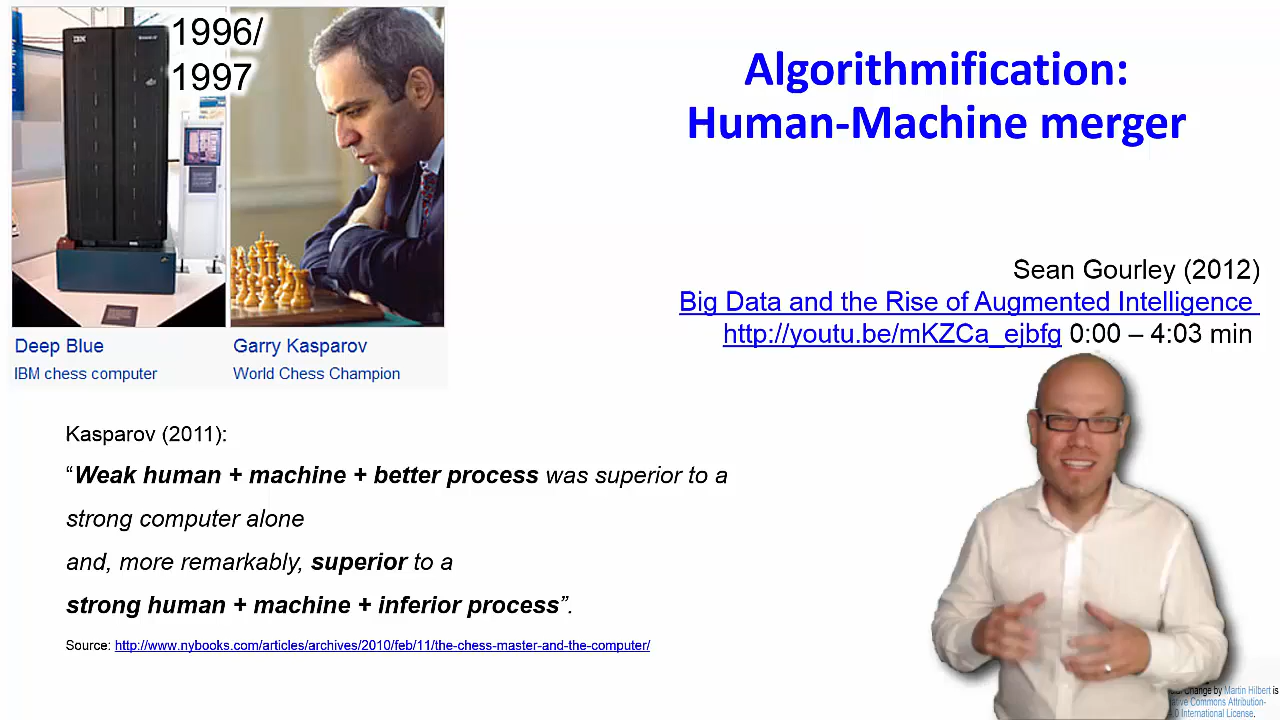 1996/
1997
IBM
Algorithmification:
Human-Machine merger
Sean Gourley (2012)
Big Data and the Rise of Augmented Intelligence
http://youtu.be/mKZCa_ejbfg 0:00 – 4:03 min
Deep Blue
IBM chess computer
Garry Kasparov
World Chess Champion
Kasparov (2011):
“Weak human + machine + better process was superior to a
strong computer alone
and, more remarkably, superior to a
strong human + machine + inferior process”.
Source: http://www.nybooks.com/articles/archives/2010/feb/11/the-chess-master-and-the-computer/
Change by Martin Hilbert is
Commons Attribution-
0 International License.